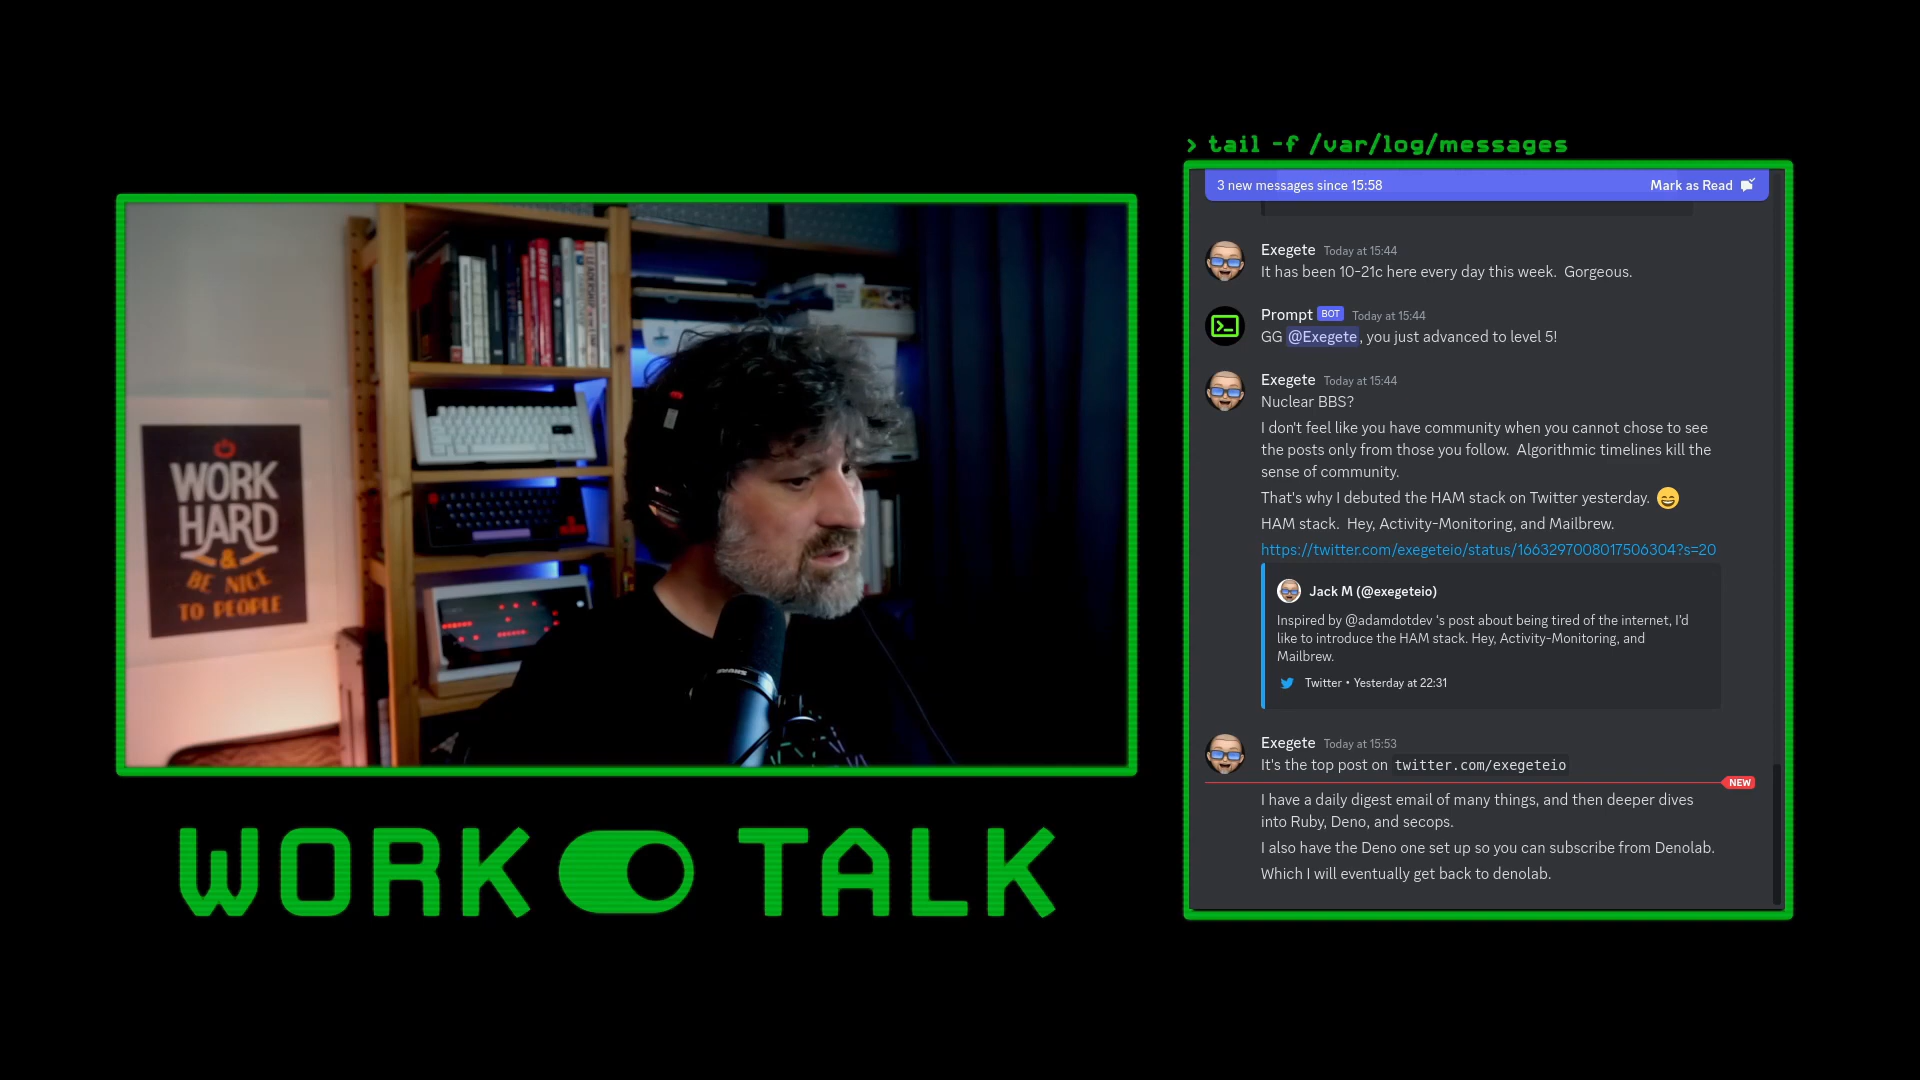 > tail -f /var/log/messages
3 new messages since 15:58
Mark as Read
Exegete Today at 15:44
It has been 10-21c here every day this week.  Gorgeous.
Prompt BOT Today at 15:44
GG @Exegete, you just advanced to level 5!
Exegete Today at 15:44
Nuclear BBS?
I don't feel like you have community when you cannot chose to see
the posts only from those you follow.  Algorithmic timelines kill the
sense of community.
That's why I debuted the HAM stack on Twitter yesterday. 😄
HAM stack.  Hey, Activity-Monitoring, and Mailbrew.
https://twitter.com/exegeteio/status/1663297008017506304?s=20
Jack M (@exegeteio)
Inspired by @adamdotdev 's post about being tired of the internet, I'd
like to introduce the HAM stack. Hey, Activity-Monitoring, and
Mailbrew.
Twitter • Yesterday at 22:31
Exegete Today at 15:53
It's the top post on twitter.com/exegeteio
NEW
I have a daily digest email of many things, and then deeper dives
into Ruby, Deno, and secops.
I also have the Deno one set up so you can subscribe from Denolab.
Which I will eventually get back to denolab.
WORK
HARD
&
BE NICE
TO PEOPLE
DRIVE
WORK TALK